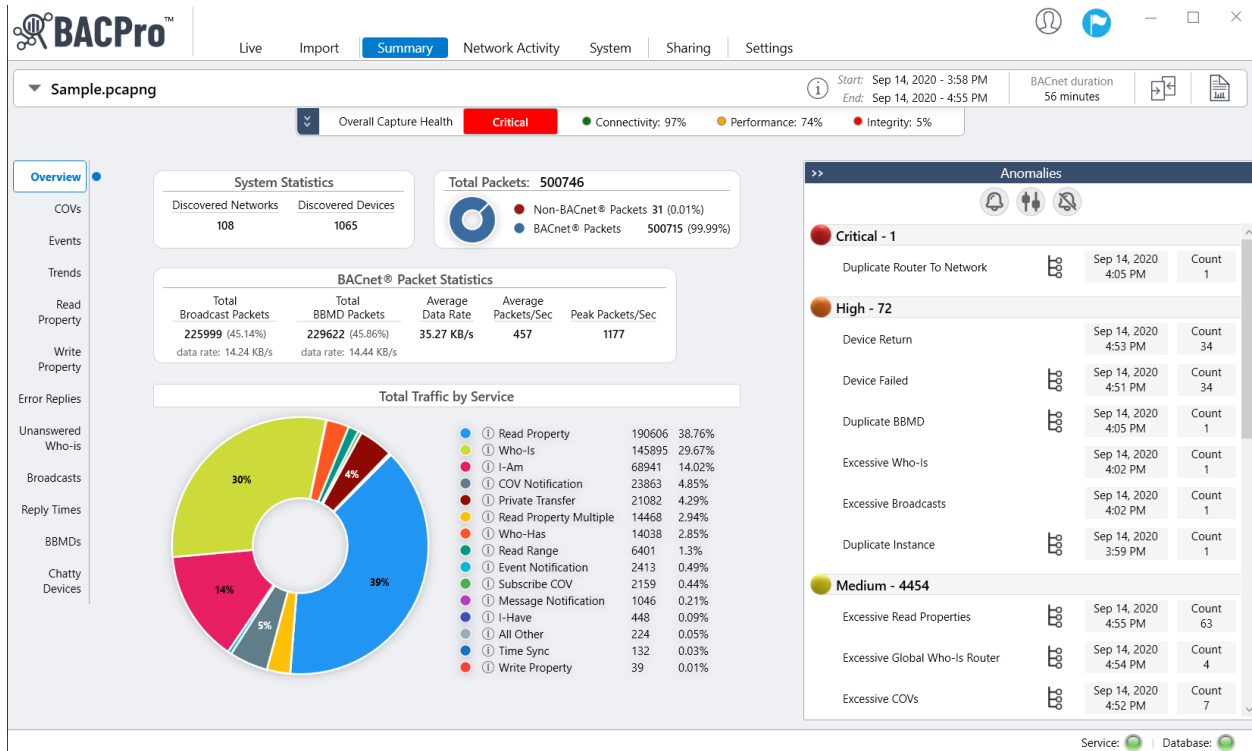 BACPro™
Live Import Summary Network Activity System Sharing Settings
Sample.pcapng
Start: Sep 14, 2020 - 3:58 PM
End: Sep 14, 2020 - 4:55 PM
BACnet duration
56 minutes
Overall Capture Health Critical Connectivity: 97% Performance: 74% Integrity: 5%
Overview
COVs
Events
Trends
Read
Property
Write
Property
Error Replies
Unanswered
Who-is
Broadcasts
Reply Times
BBMDs
Chatty
Devices
System Statistics
Discovered Networks Discovered Devices
108 1065
Total Packets: 500746
Non-BACnet® Packets 31 (0.01%)
BACnet® Packets 500715 (99.99%)
BACnet® Packet Statistics
Total Total Average Average
Broadcast Packets BBMD Packets Data Rate Packets/Sec Peak Packets/Sec
225999 (45.14%) 229622 (45.86%) 35.27 KB/s 457 1177
data rate: 14.24 KB/s data rate: 14.44 KB/s
Total Traffic by Service
30%
4%
39%
14%
5%
Read Property 190606 38.76%
Who-Is 145895 29.67%
I-Am 68941 14.02%
COV Notification 23863 4.85%
Private Transfer 21082 4.29%
Read Property Multiple 14468 2.94%
Who-Has 14038 2.85%
Read Range 6401 1.3%
Event Notification 2413 0.49%
Subscribe COV 2159 0.44%
Message Notification 1046 0.21%
I-Have 448 0.09%
All Other 224 0.05%
Time Sync 132 0.03%
Write Property 39 0.01%
>> Anomalies
Critical - 1
Duplicate Router To Network Sep 14, 2020 Count
4:05 PM 1
High - 72
Device Return Sep 14, 2020 Count
4:53 PM 34
Device Failed Sep 14, 2020 Count
4:51 PM 34
Duplicate BBMD Sep 14, 2020 Count
4:05 PM 1
Excessive Who-Is Sep 14, 2020 Count
4:02 PM 1
Excessive Broadcasts Sep 14, 2020 Count
4:02 PM 1
Duplicate Instance Sep 14, 2020 Count
3:59 PM 1
Medium - 4454
Excessive Read Properties Sep 14, 2020 Count
4:55 PM 63
Excessive Global Who-Is Router Sep 14, 2020 Count
4:54 PM 4
Excessive COVs Sep 14, 2020 Count
4:52 PM 7
Service: Database: